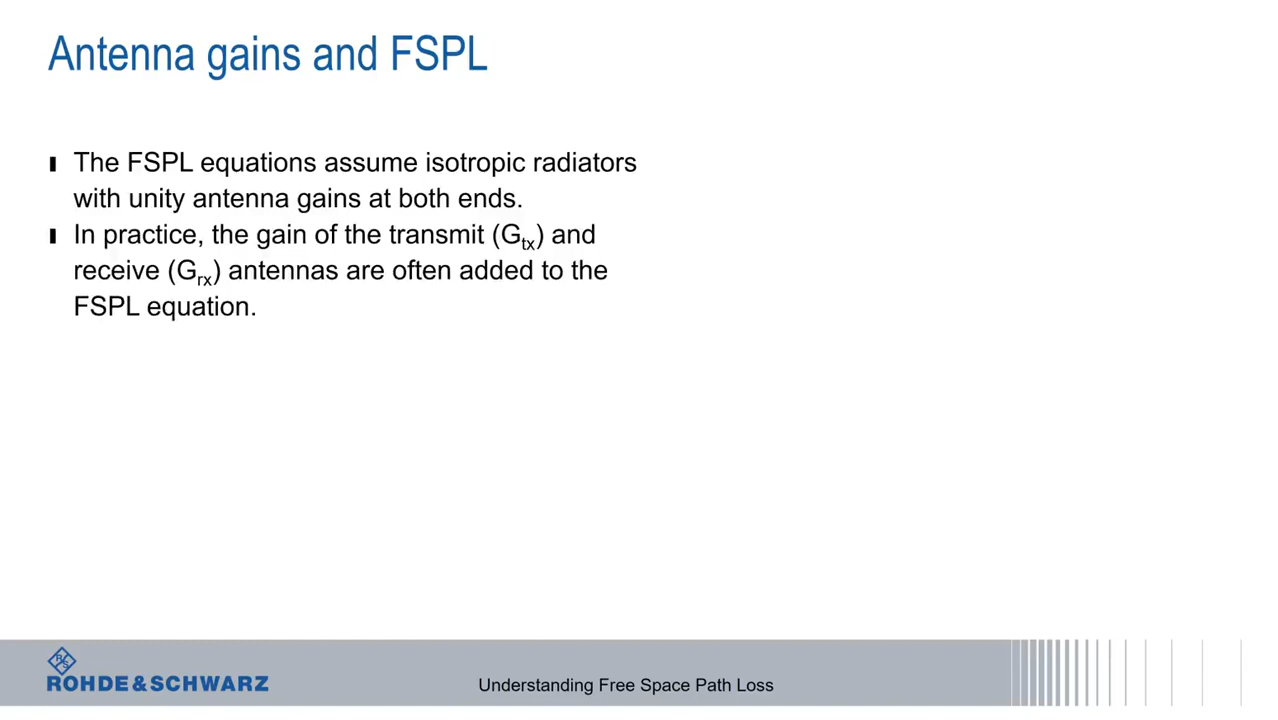 Antenna gains and FSPL
The FSPL equations assume isotropic radiators
with unity antenna gains at both ends.
In practice, the gain of the transmit (Gtx) and
receive (Grx) antennas are often added to the
FSPL equation.
R S
ROHDE & SCHWARZ
Understanding Free Space Path Loss